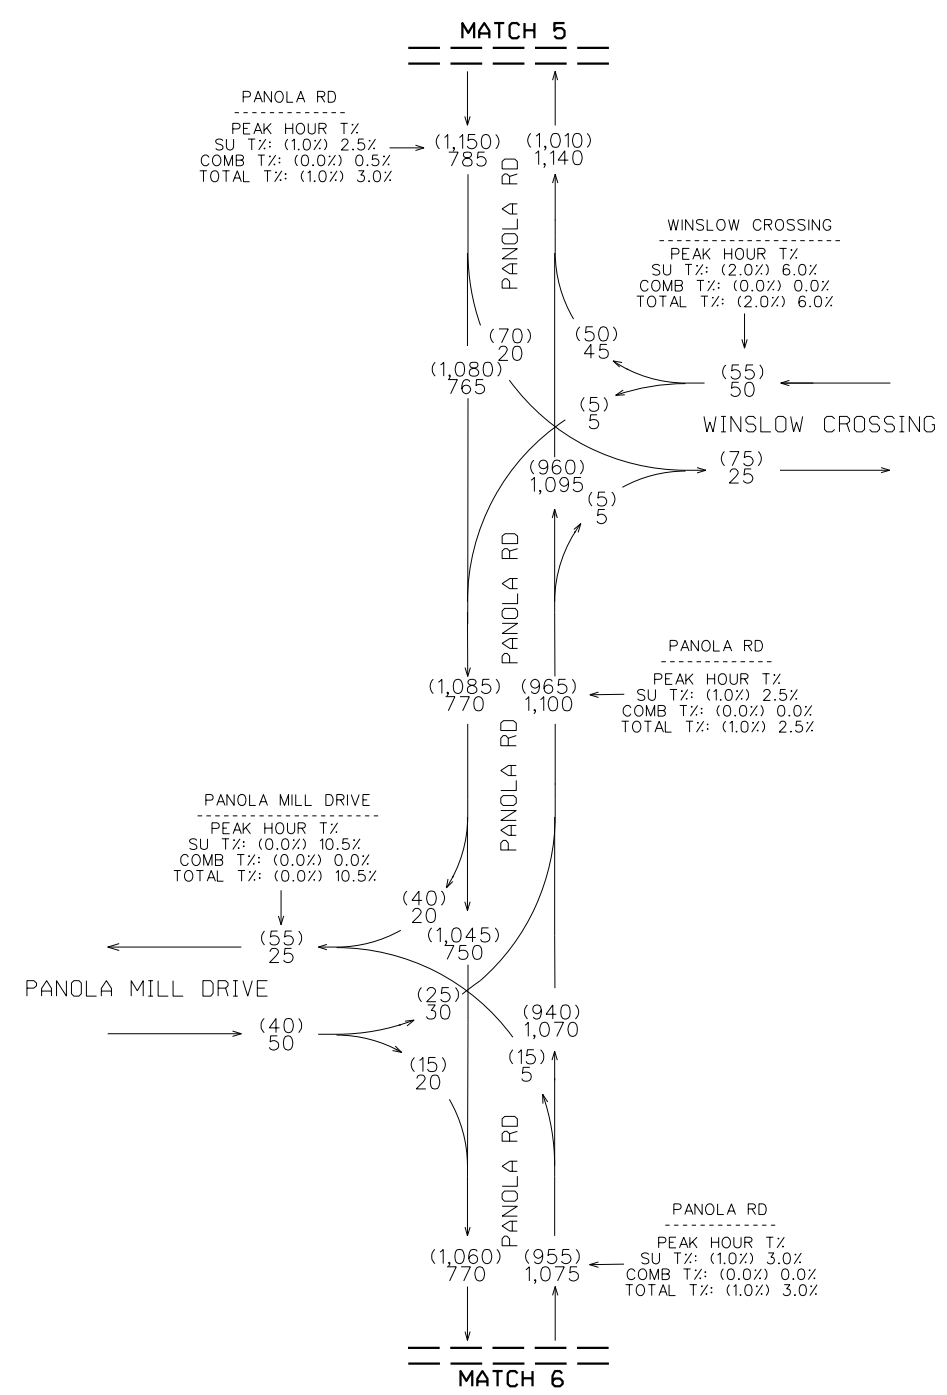 MATCH 5
PANOLA RD
PEAK HOUR T%
SU T%: (1.0%) 2.5%
COMB T%: (0.0%) 0.5%
TOTAL T%: (1.0%) 3.0%
(1,150)
785
(1,010)
1,140
PANOLA RD
WINSLOW CROSSING
PEAK HOUR T%
SU T%: (2.0%) 6.0%
COMB T%: (0.0%) 0.0%
TOTAL T%: (2.0%) 6.0%
(70)
20
(50)
45
(1,080)
765
(55)
50
(5)
5
WINSLOW CROSSING
(960)
1,095
(75)
25
(5)
5
PANOLA RD
PANOLA RD
PEAK HOUR T%
SU T%: (1.0%) 2.5%
COMB T%: (0.0%) 0.0%
TOTAL T%: (1.0%) 2.5%
(1,085)
770
(965)
1,100
PANOLA RD
PANOLA MILL DRIVE
PEAK HOUR T%
SU T%: (0.0%) 10.5%
COMB T%: (0.0%) 0.0%
TOTAL T%: (0.0%) 10.5%
(40)
20
(55)
25
(1,045)
750
PANOLA MILL DRIVE
(25)
30
(40)
50
(940)
1,070
(15)
20
(15)
5
PANOLA RD
PANOLA RD
PEAK HOUR T%
SU T%: (1.0%) 3.0%
COMB T%: (0.0%) 0.0%
TOTAL T%: (1.0%) 3.0%
(1,060)
770
(955)
1,075
MATCH 6